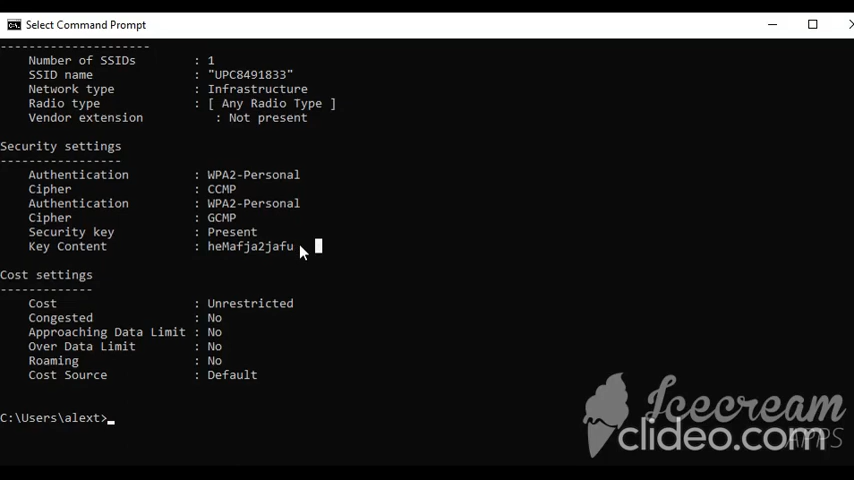 Select Command Prompt
--------------------
Number of SSIDs : 1
SSID name : "UPC8491833"
Network type : Infrastructure
Radio type : [ Any Radio Type ]
Vendor extension : Not present
Security settings
-----------------
Authentication : WPA2-Personal
Cipher : CCMP
Authentication : WPA2-Personal
Cipher : GCMP
Security key : Present
Key Content : heMafja2jafu
Cost settings
-------------
Cost : Unrestricted
Congested : No
Approaching Data Limit : No
Over Data Limit : No
Roaming : No
Cost Source : Default
C:\Users\alext>
Icecream
APPS
clideo.com